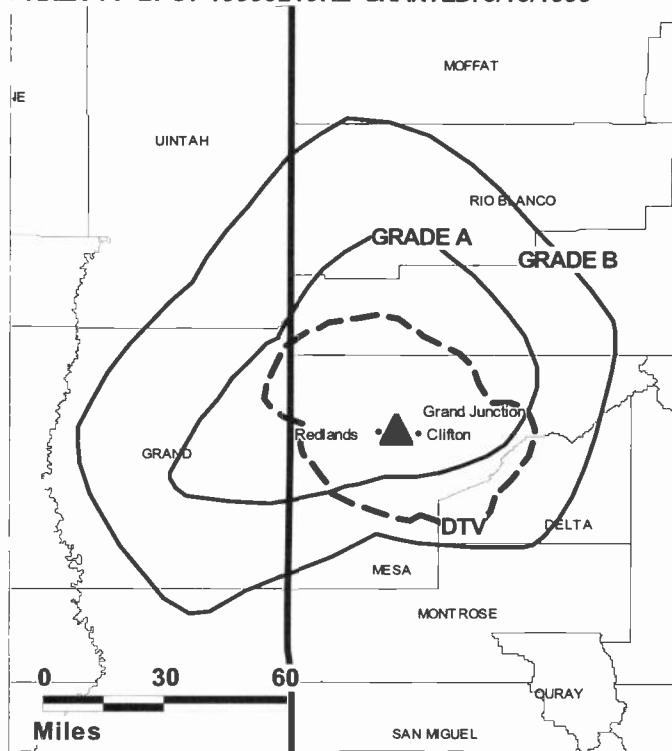 MOFFAT
UINTAH
RIO BLANCO
GRADE A
GRADE B
Grand Junction
Redlands
Clifton
GRAND
DTV
DELTA
MESA
MONTROSE
0 30 60
OURAY
Miles
SAN MIGUEL